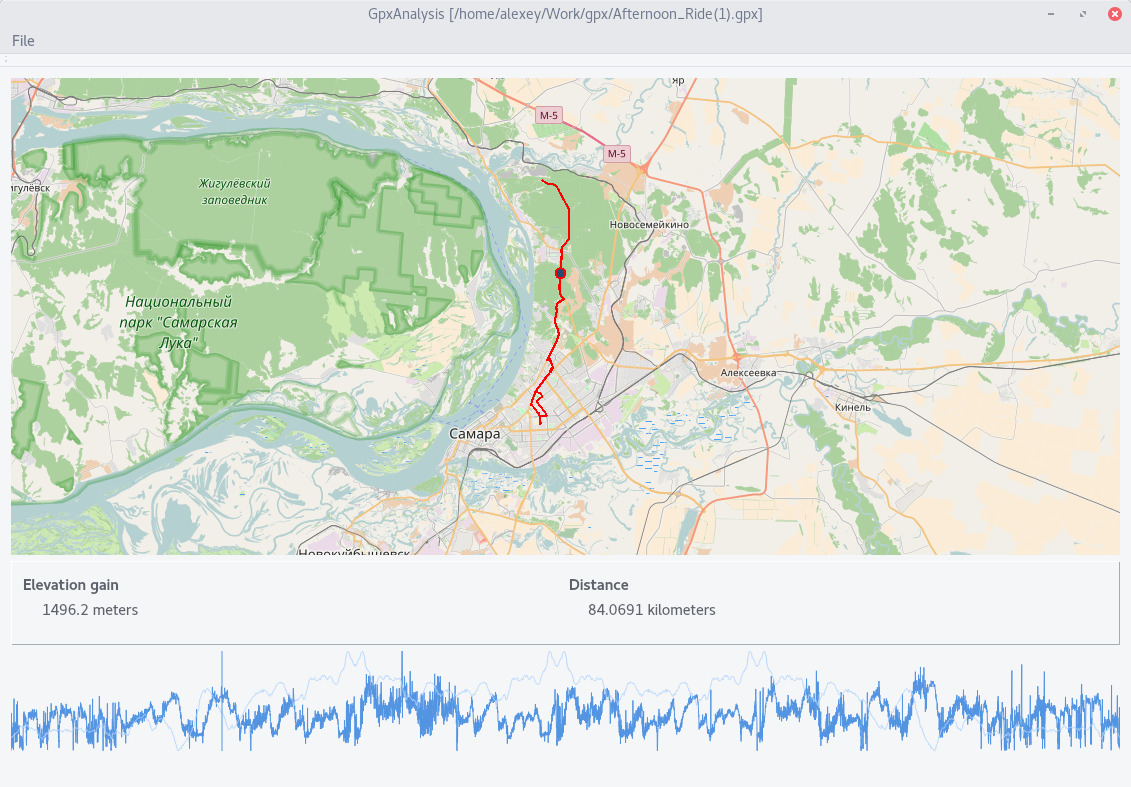 GpxAnalysis [/home/alexey/Work/gpx/Afternoon_Ride(1).gpx]
File
Яр
М-5
М-5
Жигулёвский
заповедник
игулёвск
Новосемейкино
Национальный
парк "Самарская
Лука"
Алексеевка
Кинель
Самара
Новокуйбышевск
Elevation gain
Distance
1496.2 meters
84.0691 kilometers